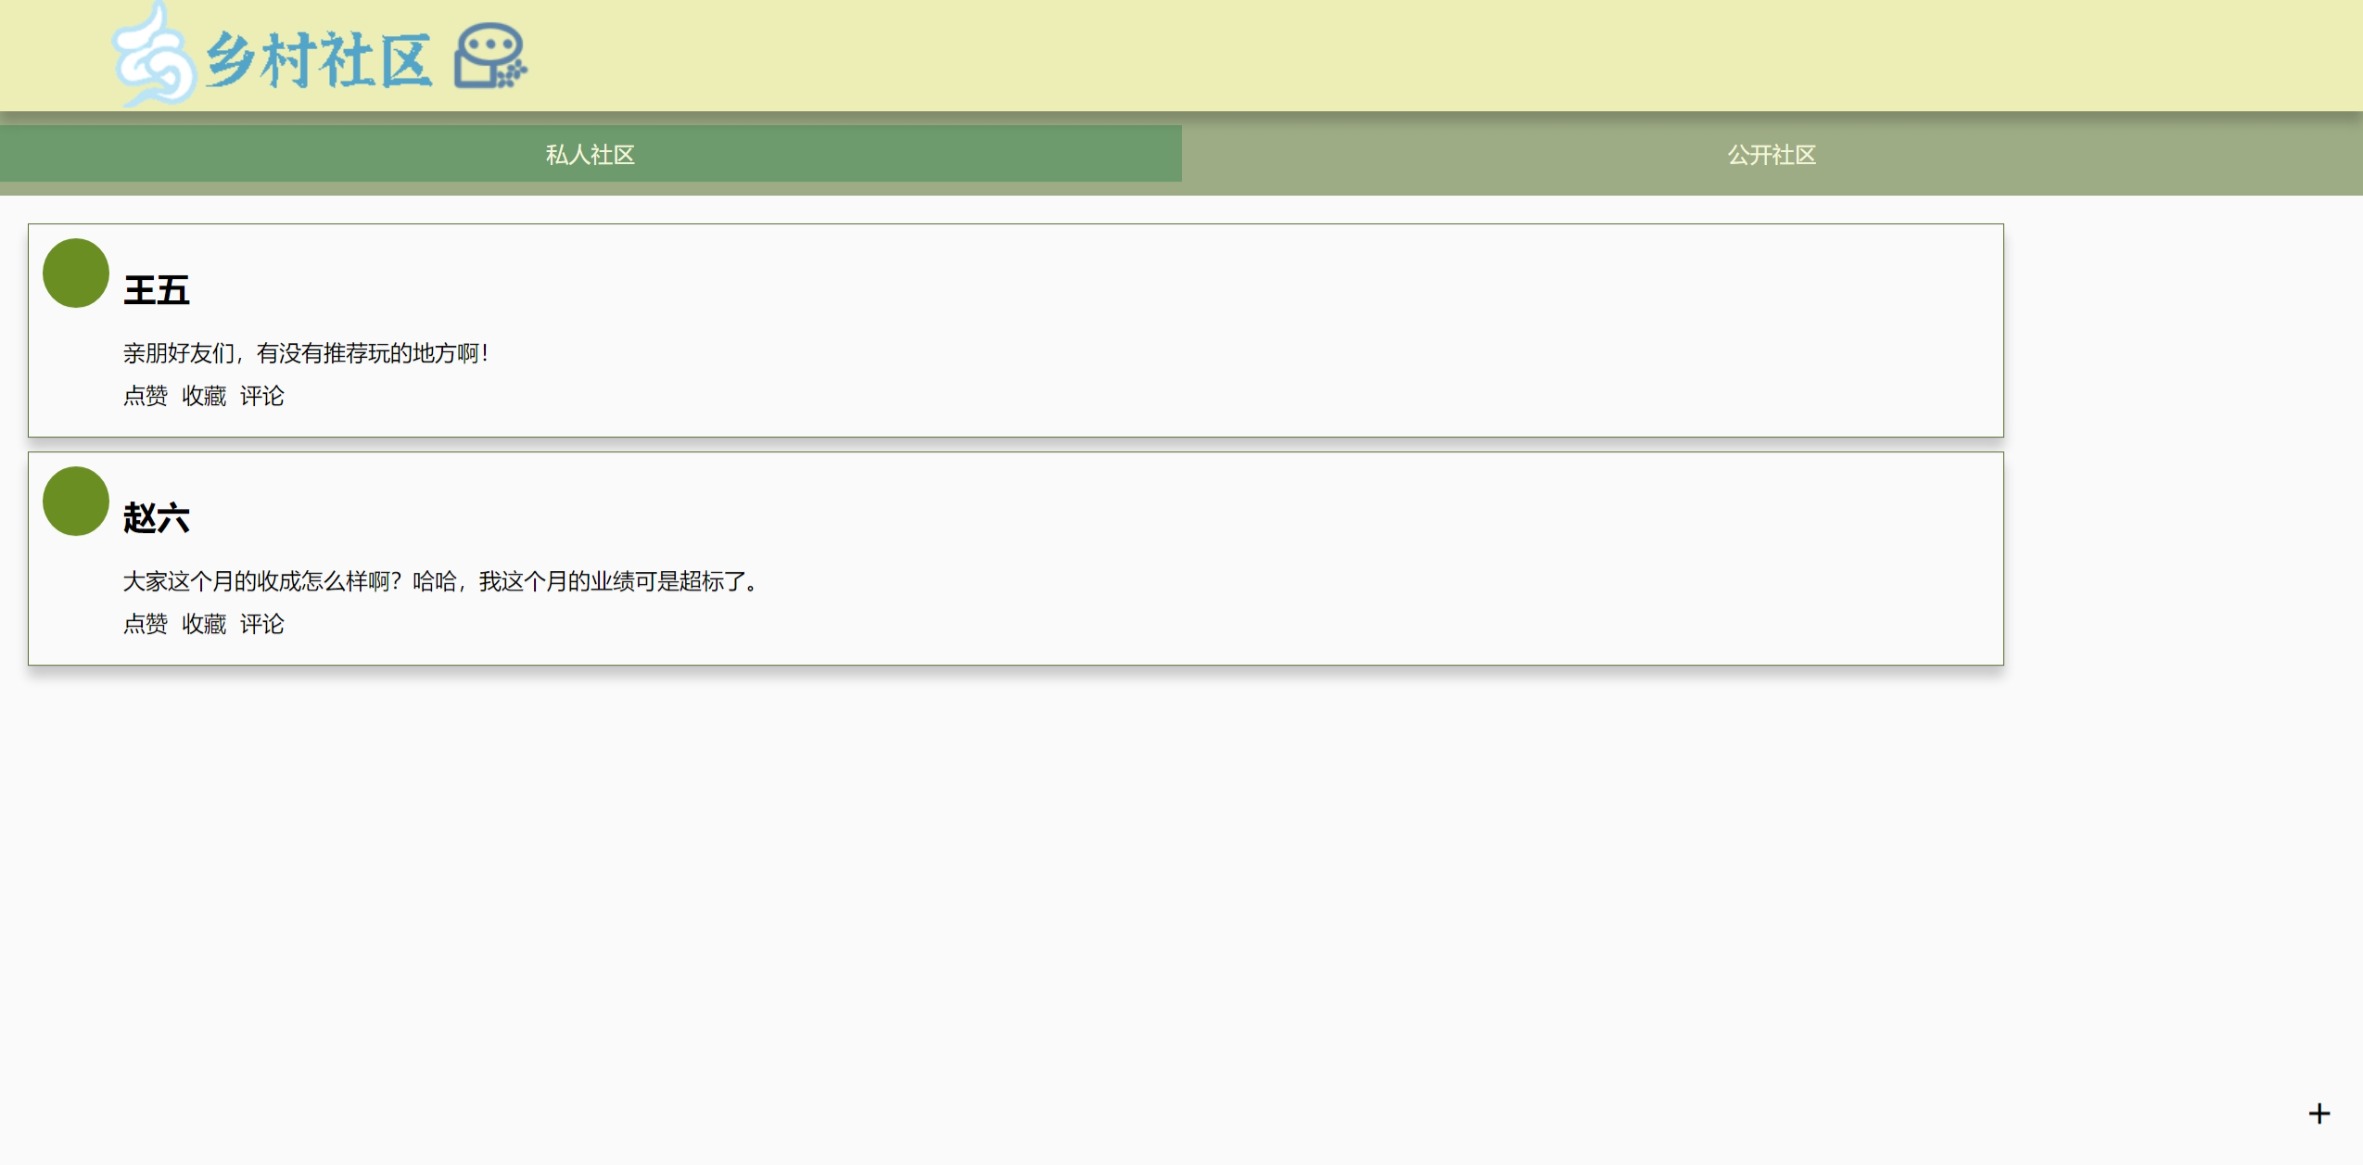 乡村社区
私人社区 公开社区
王五
亲朋好友们，有没有推荐玩的地方啊！
点赞 收藏 评论
赵六
大家这个月的收成怎么样啊？哈哈，我这个月的业绩可是超标了。
点赞 收藏 评论
+